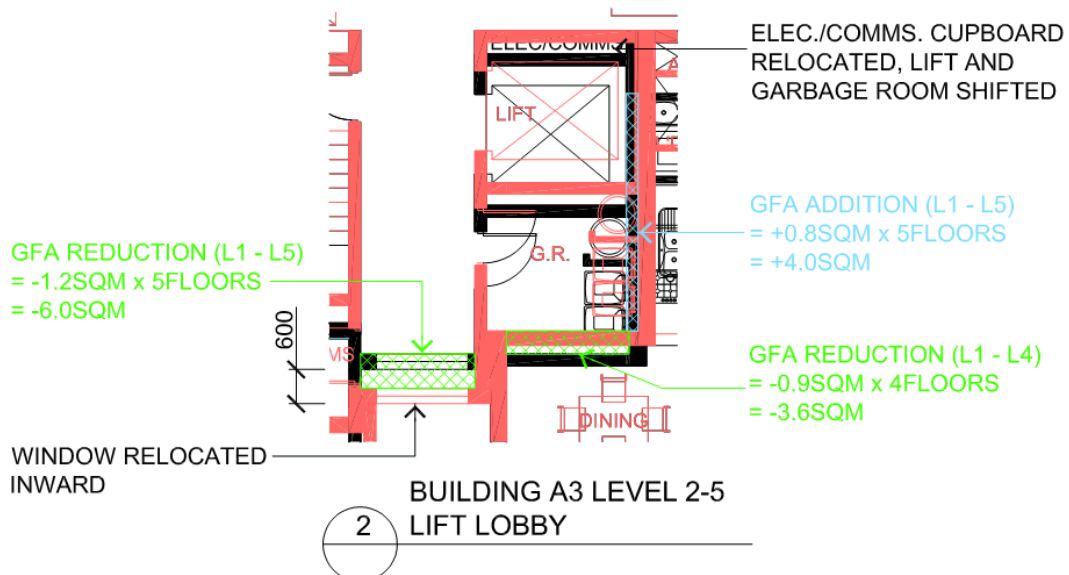 ELEC./COMMS. CUPBOARD
RELOCATED, LIFT AND
GARBAGE ROOM SHIFTED
ELEC/COMMS.
LIFT
GFA ADDITION (L1 - L5)
= +0.8SQM x 5FLOORS
= +4.0SQM
GFA REDUCTION (L1 - L5)
= -1.2SQM x 5FLOORS
= -6.0SQM
G.R.
600
MS
GFA REDUCTION (L1 - L4)
= -0.9SQM x 4FLOORS
= -3.6SQM
DINING
WINDOW RELOCATED
INWARD
2
BUILDING A3 LEVEL 2-5
LIFT LOBBY